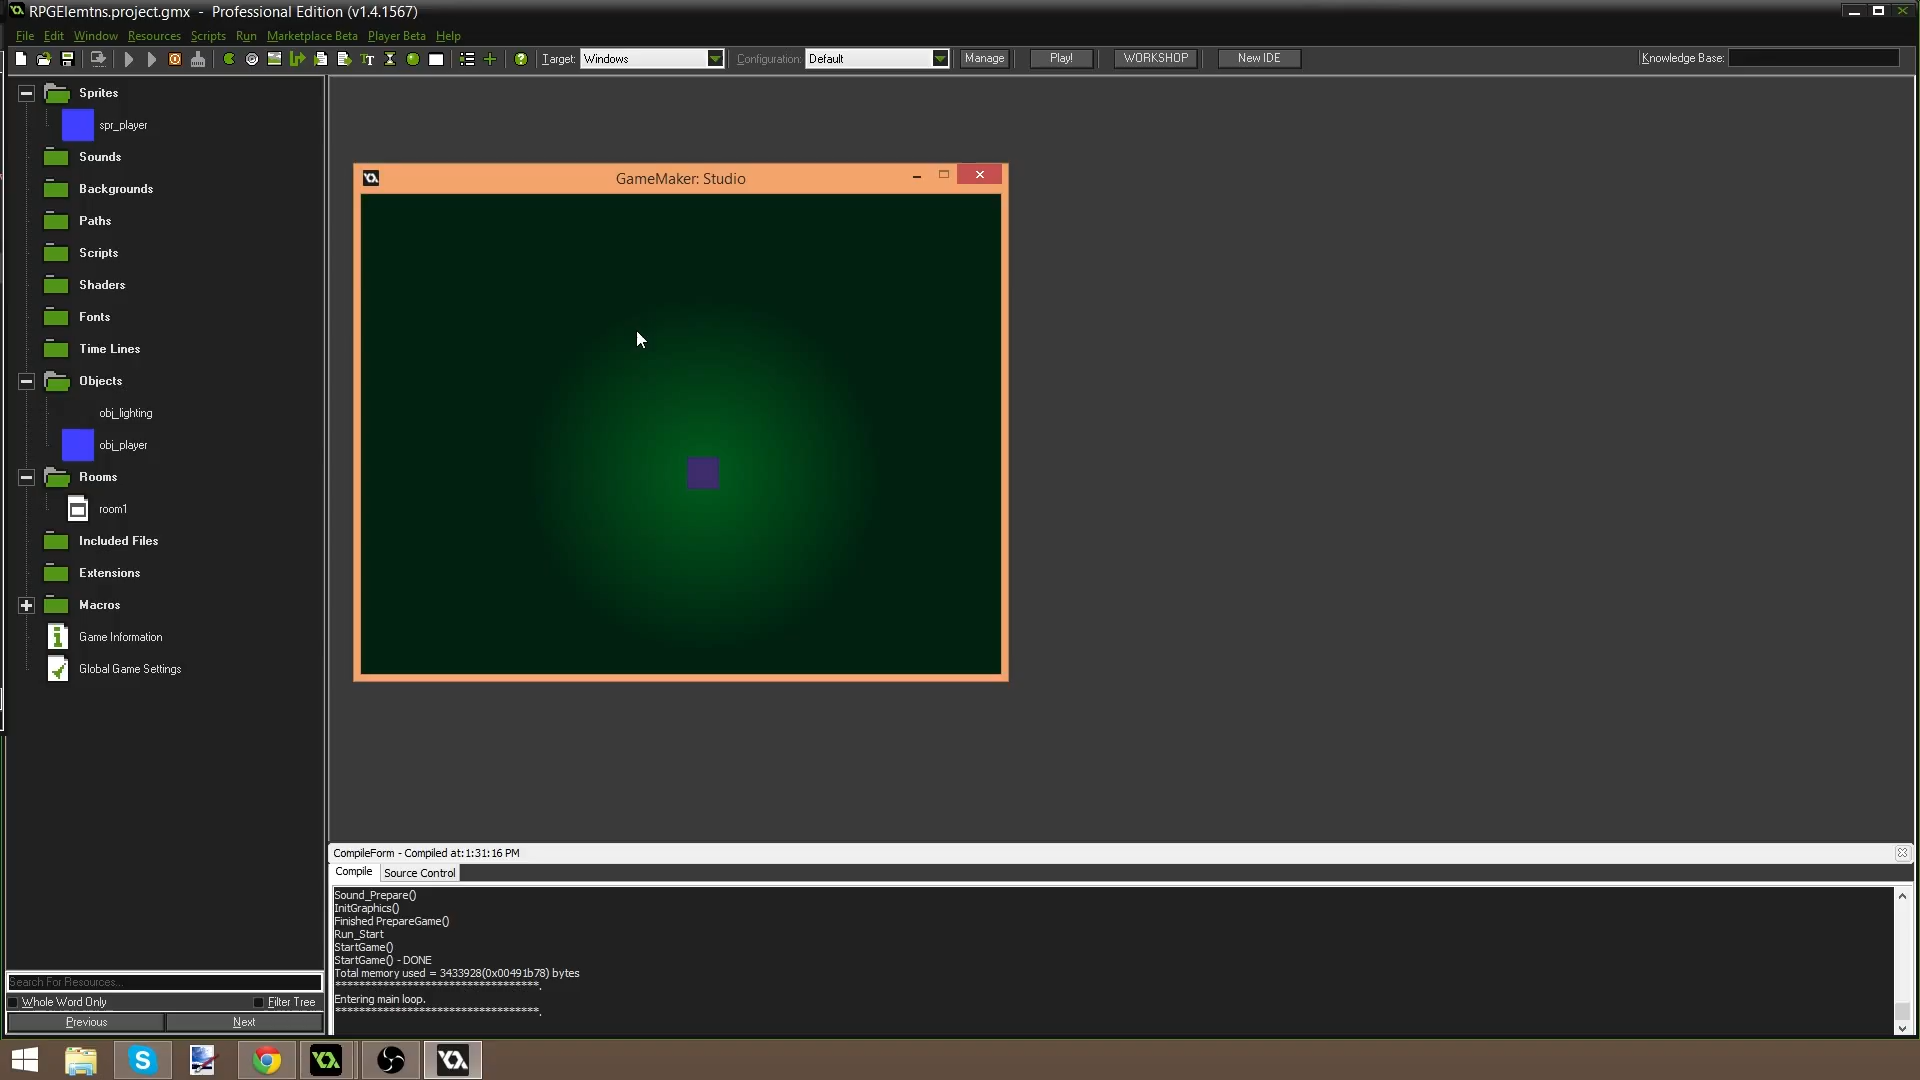 RPGElemtns.project.gmx - Professional Edition (v1.4.1567)
File Edit Window Resources Scripts Run Marketplace Beta Player Beta Help
Target: Windows Configuration: Default Manage Play! WORKSHOP New IDE Knowledge Base:
Sprites
spr_player
Sounds
Backgrounds
Paths
Scripts
Shaders
Fonts
Time Lines
Objects
obj_lighting
obj_player
Rooms
room1
Included Files
Extensions
Macros
Game Information
Global Game Settings
Search For Resources...
Whole Word Only Filter Tree
Previous Next
GameMaker: Studio
CompileForm - Compiled at:1:31:16 PM
Compile Source Control
Sound_Prepare()
InitGraphics()
Finished PrepareGame()
Run_Start
StartGame()
StartGame() - DONE
Total memory used = 3433928(0x00491b78) bytes
***********************************.
Entering main loop.
***********************************.